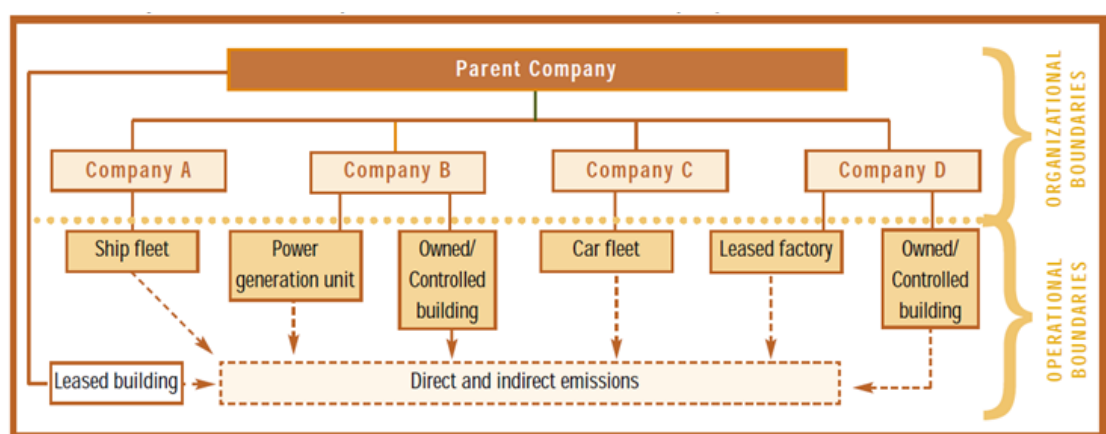 Parent Company
Company A
Company B
Company C
Company D
Ship fleet
Power
generation unit
Owned/
Controlled
building
Car fleet
Leased factory
Owned/
Controlled
building
Leased building
Direct and indirect emissions
ORGANIZATIONAL
BOUNDARIES
OPERATIONAL
BOUNDARIES